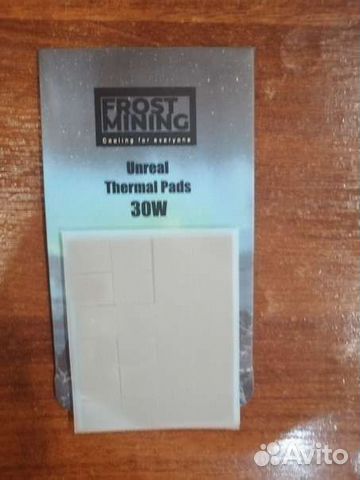 FROST
MINING
Cooling for everyone
Unreal
Thermal Pads
30W
Avito